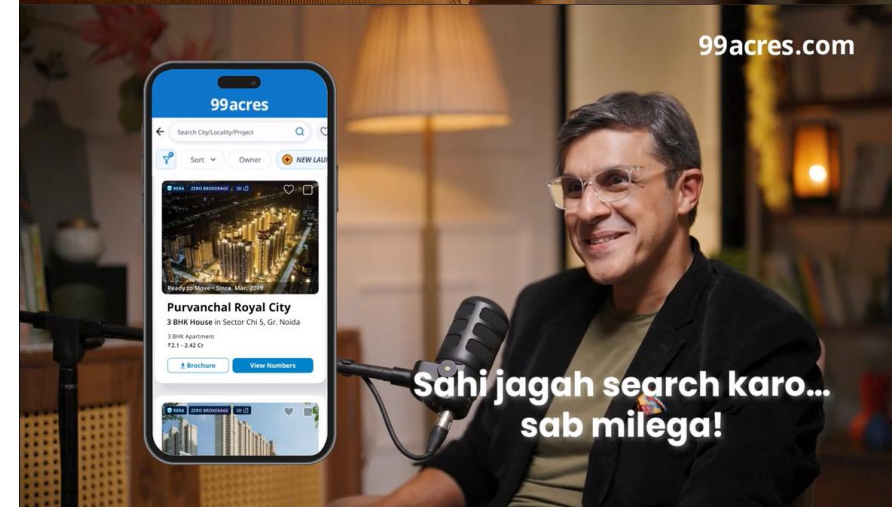 99acres.com
99acres
Search City/Locality/Project
Sort
Owner
NEW LAU
RERA ZERO BROKERAGE 3D
Ready to Move • Since, Mar, 2019
Purvanchal Royal City
3 BHK House in Sector Chi 5, Gr. Noida
3 BHK Apartment
₹2.1 - 2.42 Cr
Brochure
View Numbers
RERA ZERO BROKERAGE 3D
Sahi jagah search karo...
sab milega!